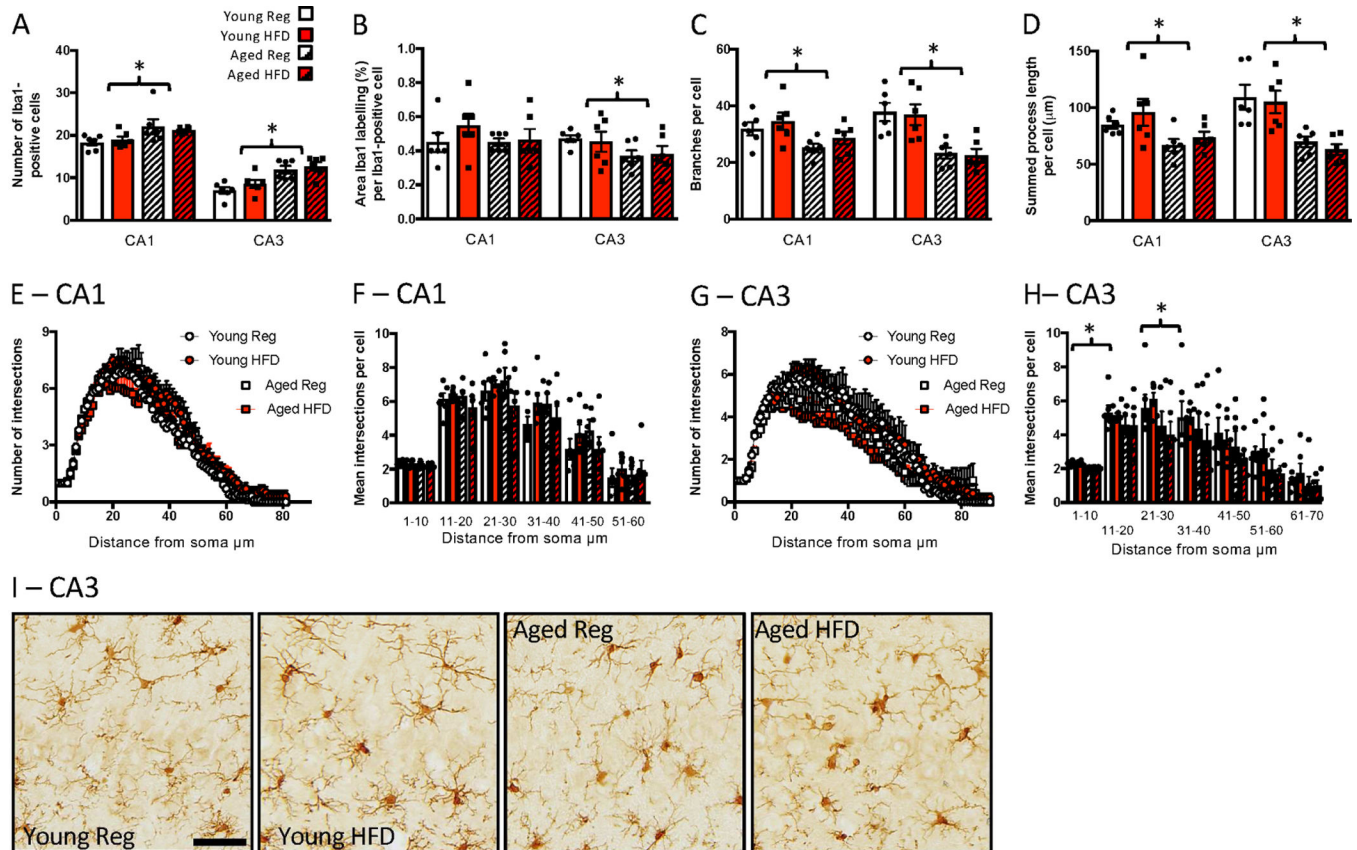 A
Number of Iba1-
positive cells
40
30
20
10
0
*
*
CA1
CA3
Young Reg
Young HFD
Aged Reg
Aged HFD
B
Area Iba1 labelling (%)
per Iba1-positive cell
1.0
0.8
0.6
0.4
0.2
0.0
*
CA1
CA3
C
Branches per cell
60
40
20
0
*
*
CA1
CA3
D
Summed process length
per cell (μm)
150
100
50
0
*
*
CA1
CA3
E – CA1
Number of intersections
9
6
3
0
Young Reg
Young HFD
Aged Reg
Aged HFD
0 20 40 60 80
Distance from soma μm
F – CA1
Mean intersections per cell
10
8
6
4
2
0
1-10 11-20 21-30 31-40 41-50 51-60
Distance from soma μm
G – CA3
Number of intersections
8
6
4
2
0
Young Reg
Young HFD
Aged Reg
Aged HFD
0 20 40 60 80
Distance from soma μm
H– CA3
Mean intersections per cell
10
8
6
4
2
0
*
*
1-10 21-30 41-50 61-70
11-20 31-40 51-60
Distance from soma μm
I – CA3
Young Reg
Young HFD
Aged Reg
Aged HFD